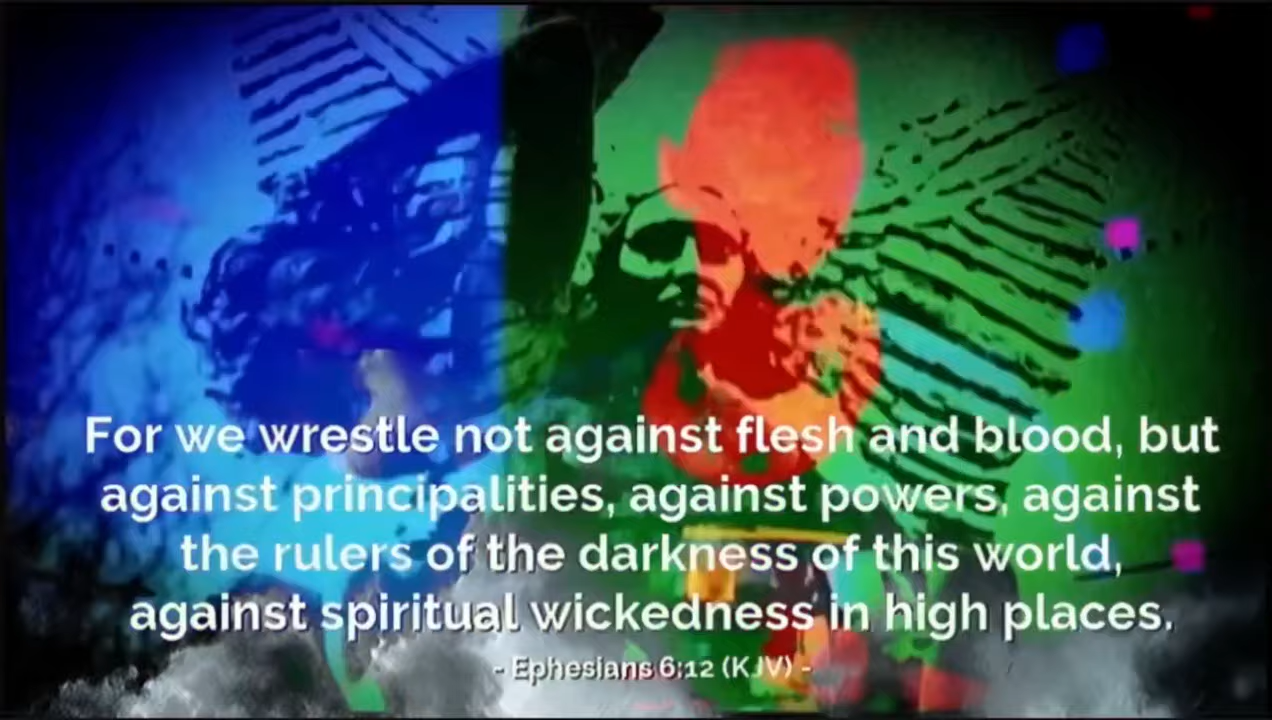 For we wrestle not against flesh and blood, but
against principalities, against powers, against
the rulers of the darkness of this world,
against spiritual wickedness in high places.
- Ephesians 6:12 (KJV) -